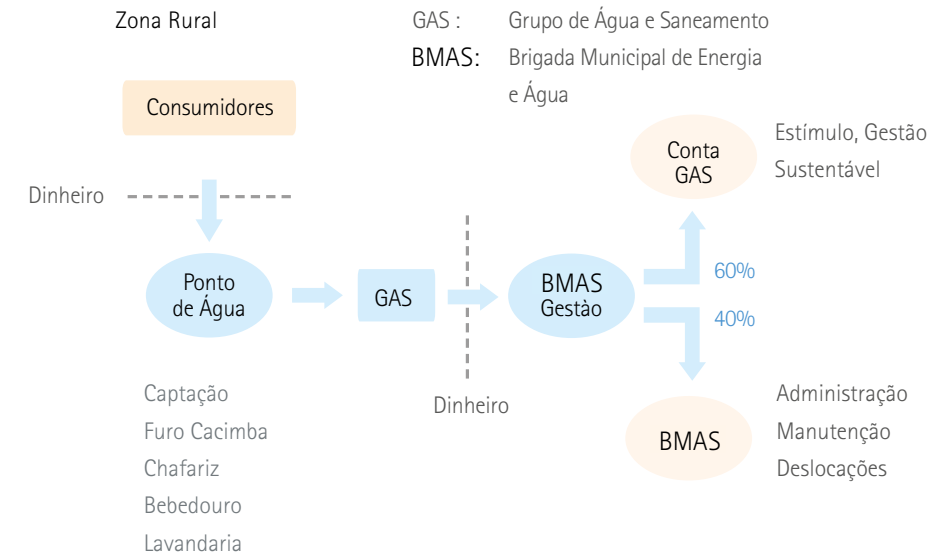 Zona Rural
GAS : Grupo de Água e Saneamento
BMAS: Brigada Municipal de Energia
e Água
Consumidores
Dinheiro
Ponto
de Água
GAS
BMAS
Gestào
Dinheiro
Conta
GAS
Estímulo, Gestão
Sustentável
60%
40%
BMAS
Administração
Manutenção
Deslocações
Captação
Furo Cacimba
Chafariz
Bebedouro
Lavandaria